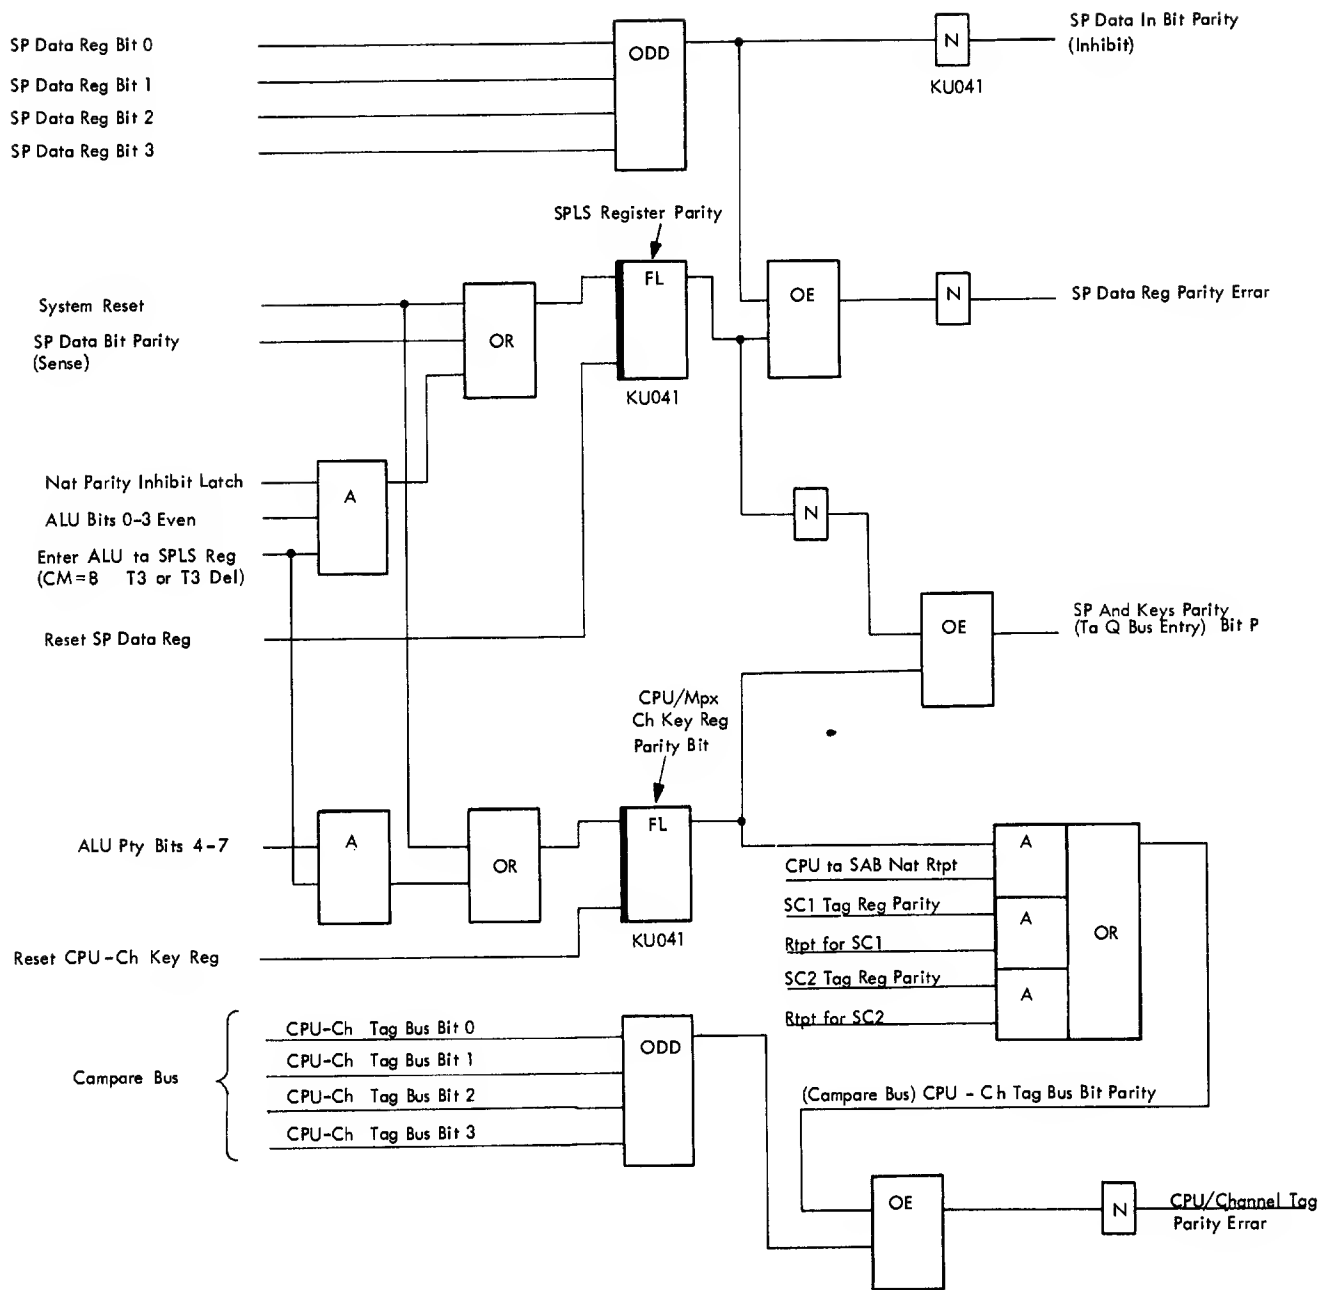 SP Data Reg Bit 0
SP Data Reg Bit 1
SP Data Reg Bit 2
SP Data Reg Bit 3
ODD
N
KU041
SP Data In Bit Parity
(Inhibit)
SPLS Register Parity
System Reset
SP Data Bit Parity
(Sense)
OR
FL
KU041
OE
N
SP Data Reg Parity Errar
Nat Parity Inhibit Latch
ALU Bits 0-3 Even
Enter ALU ta SPLS Reg
(CM=B T3 or T3 Del)
A
N
Reset SP Data Reg
OE
SP And Keys Parity
(Ta Q Bus Entry) Bit P
CPU/Mpx
Ch Key Reg
Parity Bit
ALU Pty Bits 4-7
A
OR
FL
KU041
Reset CPU-Ch Key Reg
CPU ta SAB Nat Rtpt
SC1 Tag Reg Parity
Rtpt for SC1
SC2 Tag Reg Parity
Rtpt for SC2
A
A
A
OR
Campare Bus
CPU-Ch Tag Bus Bit 0
CPU-Ch Tag Bus Bit 1
CPU-Ch Tag Bus Bit 2
CPU-Ch Tag Bus Bit 3
ODD
(Campare Bus) CPU - Ch Tag Bus Bit Parity
OE
N
CPU/Channel Tag
Parity Errar